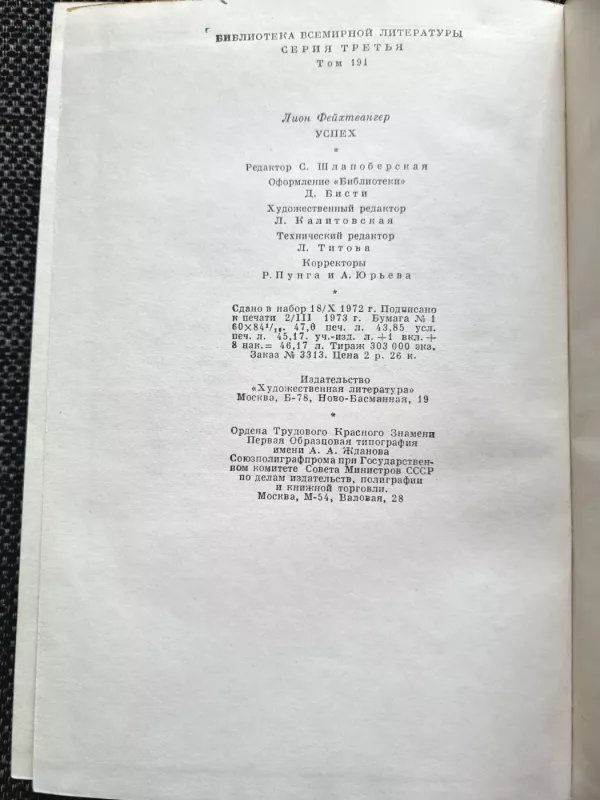 БИБЛИОТЕКА ВСЕМИРНОЙ ЛИТЕРАТУРЫ
СЕРИЯ ТРЕТЬЯ
Том 191
Лион Фейхтвангер
УСПЕХ
*
Редактор С. Шлапоберская
Оформление «Библиотеки»
Д. Бисти
Художественный редактор
Л. Калитовская
Технический редактор
Л. Титова
Корректоры
Р. Пунга и А. Юрьева
*
Сдано в набор 18/X 1972 г. Подписано
к печати 2/III 1973 г. Бумага № 1
60×84¹/₁₆. 47,0 печ. л. 43,85 усл.
печ. л. 45,17. уч.-изд. л. +1 вкл. +
8 нак.= 46,17 л. Тираж 303 000 экз.
Заказ № 3313. Цена 2 р. 26 к.
Издательство
«Художественная литература»
Москва, Б-78, Ново-Басманная, 19
*
Ордена Трудового Красного Знамени
Первая Образцовая типография
имени А. А. Жданова
Союзполиграфпрома при Государствен-
ном комитете Совета Министров СССР
по делам издательств, полиграфии
и книжной торговли.
Москва, М-54, Валовая, 28